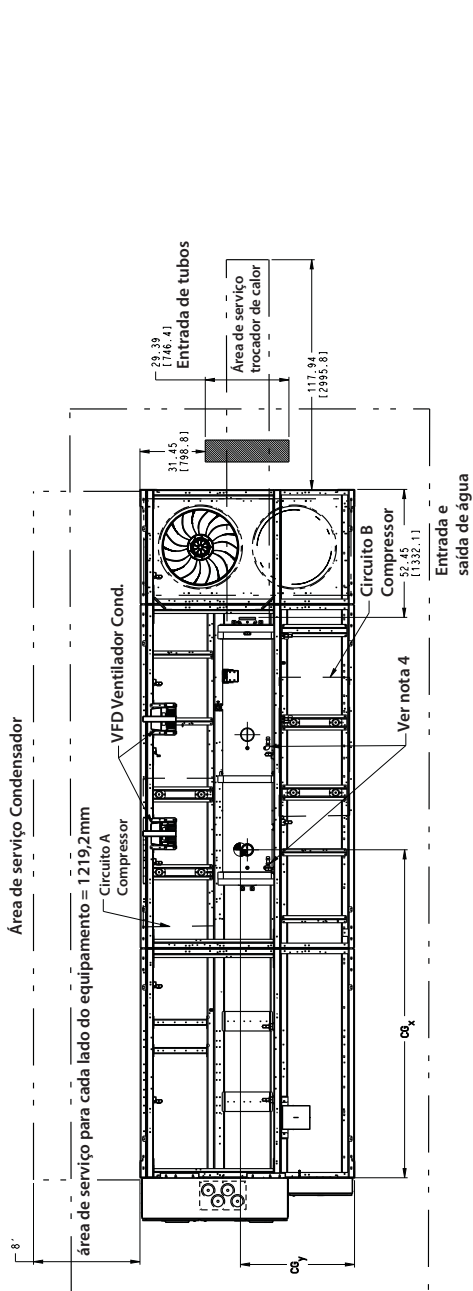 8'
Área de serviço Condensador
área de serviço para cada lado do equipamento = 1219,2mm
Circuito A
Compressor
VFD Ventilador Cond.
31.45
[798.8]
29.39
[746.4]
Entrada de tubos
Área de serviço
trocador de calor
117.94
[2995.8]
Circuito B
Compressor
52.45
[1332.1]
Entrada e
saída de água
Ver nota 4
CGx
CGy